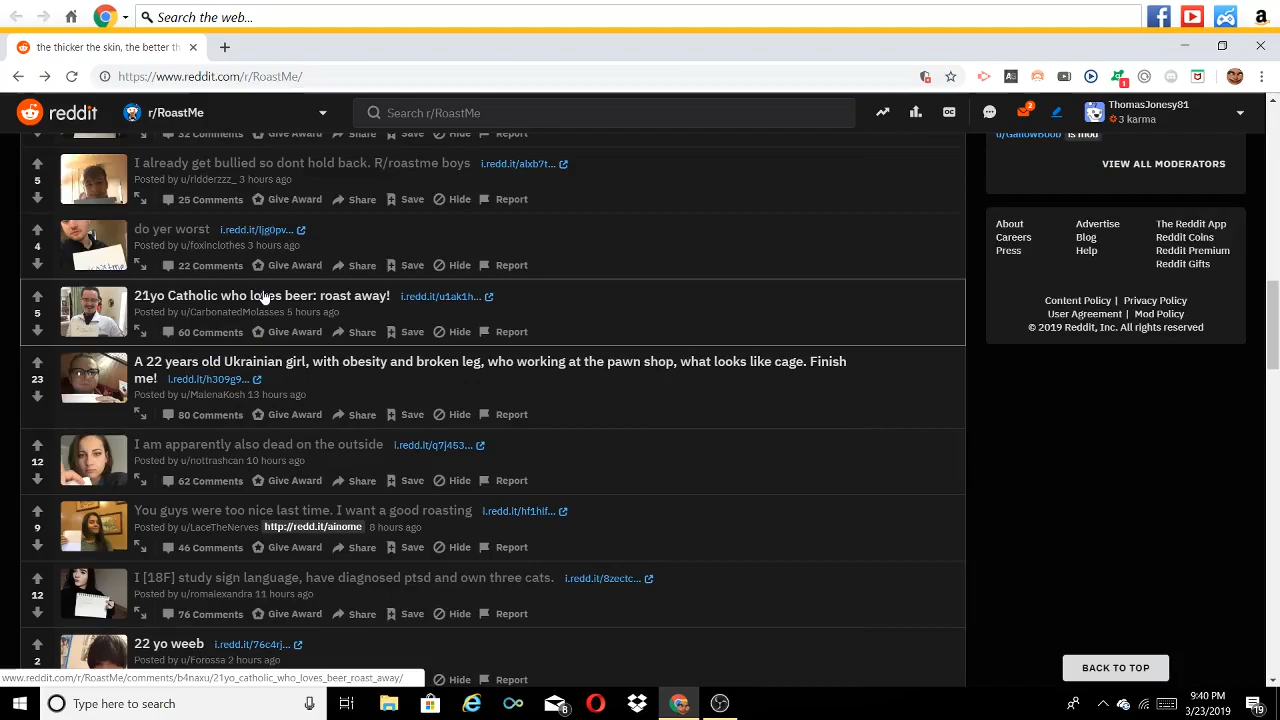 Search the web...
the thicker the skin, the better th
https://www.reddit.com/r/RoastMe/
1
reddit r/RoastMe Search r/RoastMe 2 ThomasJonesy81
3 karma
32 Comments Give Award Share Save Hide Report
u/GallowBoob is mod
VIEW ALL MODERATORS
I already get bullied so dont hold back. R/roastme boys i.redd.it/alxb7t...
5 Posted by u/ridderzzz_ 3 hours ago
25 Comments Give Award Share Save Hide Report
do yer worst i.redd.it/ljg0pv...
4 Posted by u/foxinclothes 3 hours ago
22 Comments Give Award Share Save Hide Report
21yo Catholic who loves beer: roast away! i.redd.it/u1ak1h...
5 Posted by u/CarbonatedMolasses 5 hours ago
60 Comments Give Award Share Save Hide Report
A 22 years old Ukrainian girl, with obesity and broken leg, who working at the pawn shop, what looks like cage. Finish
me! i.redd.it/h309g9...
23 Posted by u/MalenaKosh 13 hours ago
80 Comments Give Award Share Save Hide Report
I am apparently also dead on the outside i.redd.it/q7j453...
12 Posted by u/nottrashcan 10 hours ago
62 Comments Give Award Share Save Hide Report
You guys were too nice last time. I want a good roasting i.redd.it/hf1hlf...
9 Posted by u/LaceTheNerves http://redd.it/ainome 8 hours ago
46 Comments Give Award Share Save Hide Report
I [18F] study sign language, have diagnosed ptsd and own three cats. i.redd.it/8zectc...
12 Posted by u/romalexandra 11 hours ago
76 Comments Give Award Share Save Hide Report
22 yo weeb i.redd.it/76c4rj...
2 Posted by u/Forossa 2 hours ago
Hide Report
About Advertise The Reddit App
Careers Blog Reddit Coins
Press Help Reddit Premium
Reddit Gifts
Content Policy | Privacy Policy
User Agreement | Mod Policy
© 2019 Reddit, Inc. All rights reserved
BACK TO TOP
www.reddit.com/r/RoastMe/comments/b4naxu/21yo_catholic_who_loves_beer_roast_away/
Type here to search
8
9:40 PM
3/23/2019
19